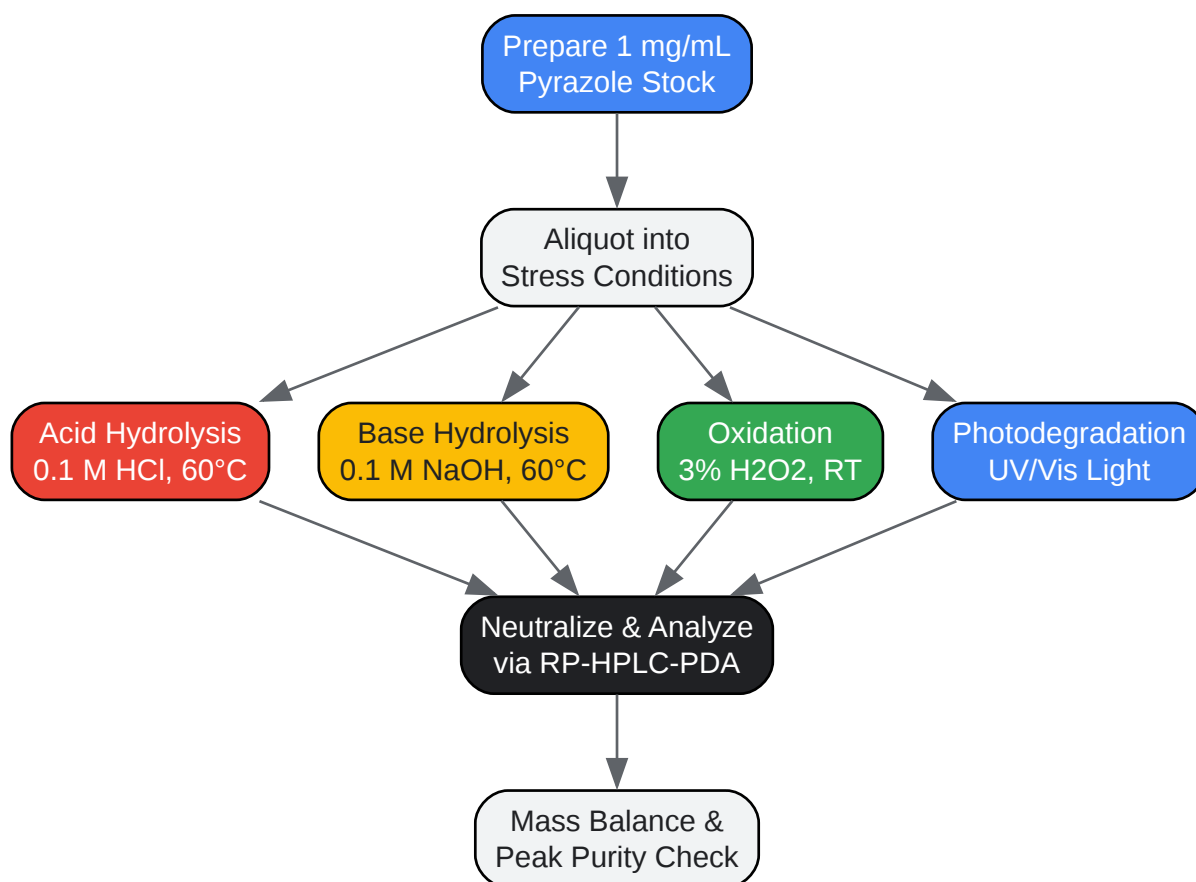 Prepare 1 mg/mL
Pyrazole Stock
Aliquot into
Stress Conditions
Acid Hydrolysis
0.1 M HCl, 60°C
Base Hydrolysis
0.1 M NaOH, 60°C
Oxidation
3% H2O2, RT
Photodegradation
UV/Vis Light
Neutralize & Analyze
via RP-HPLC-PDA
Mass Balance &
Peak Purity Check